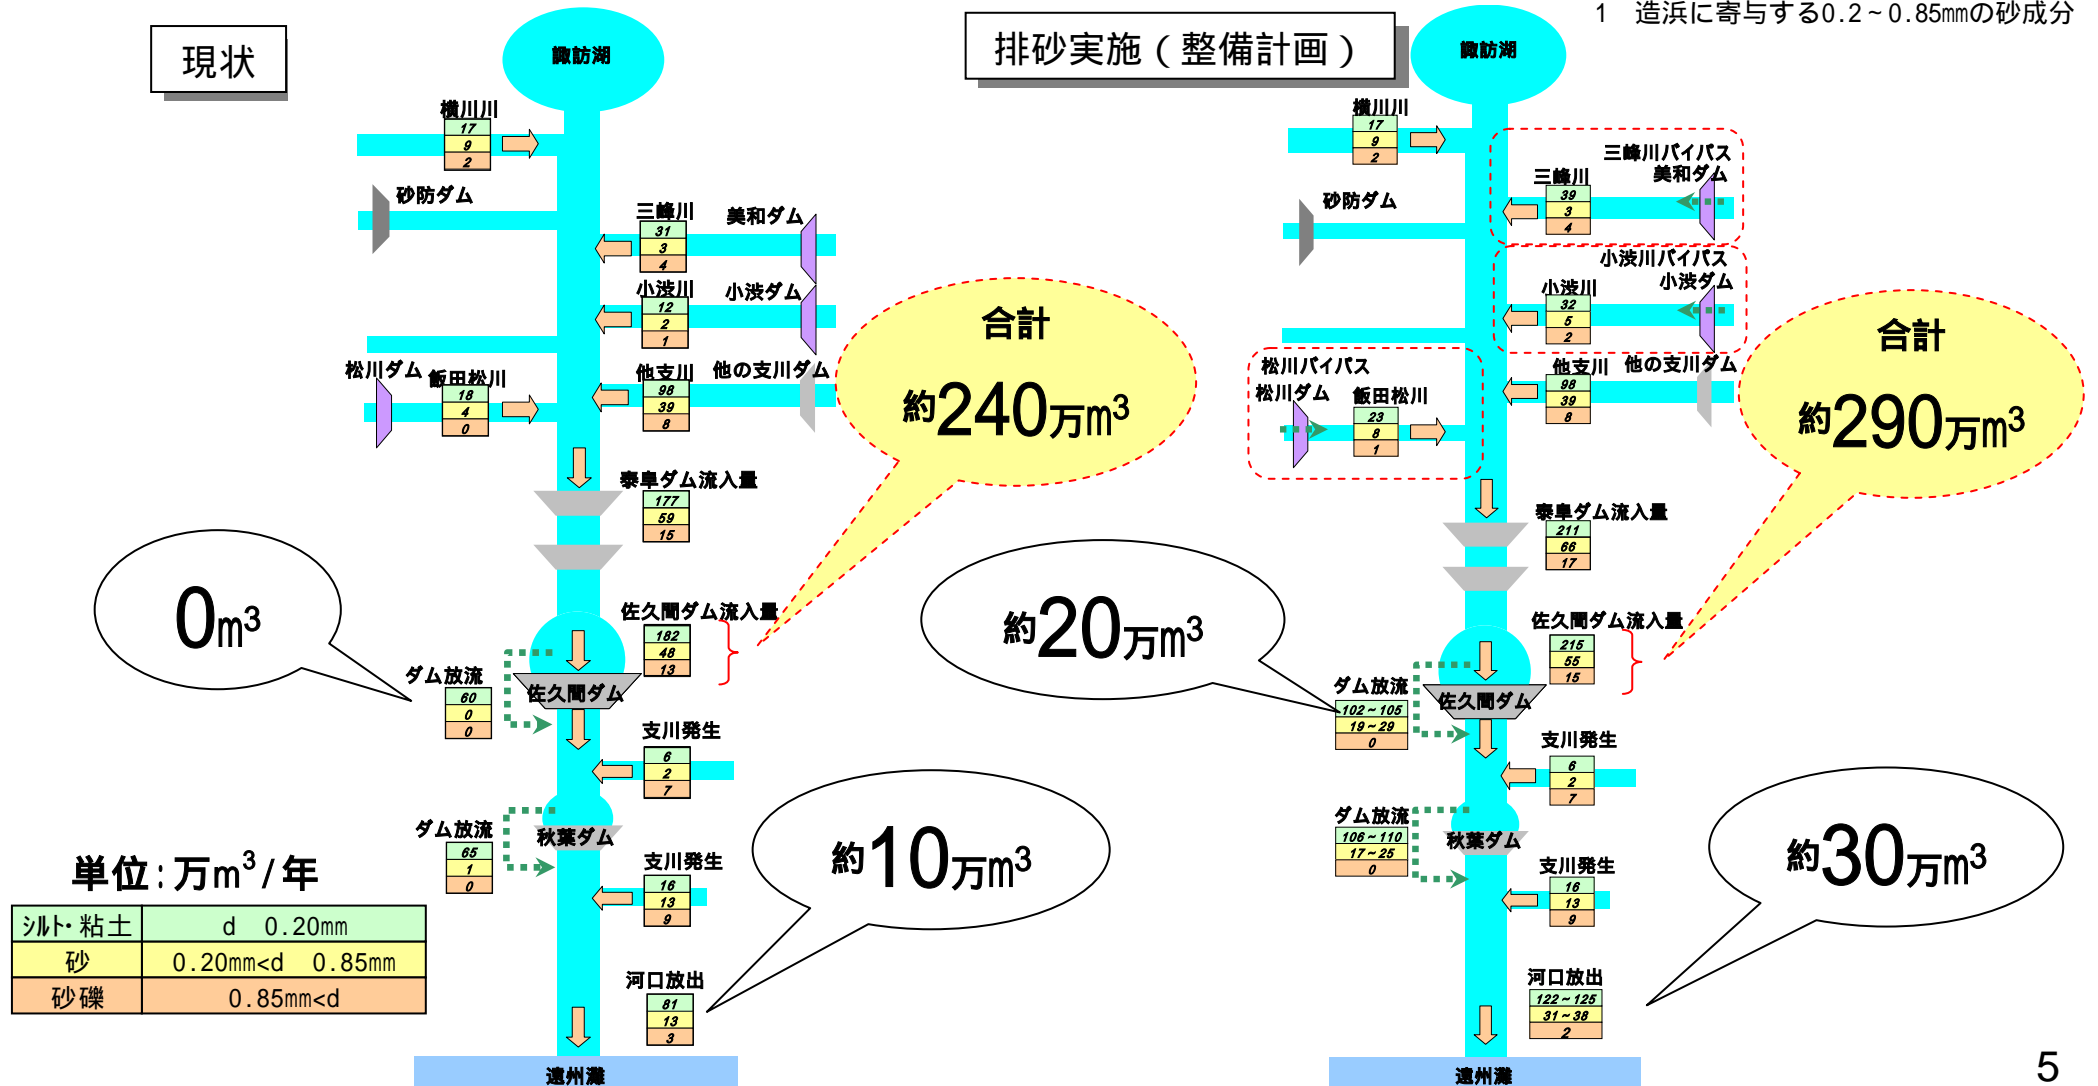 1 造浜に寄与する0.2~0.85mmの砂成分
現状
諏訪湖
横川川
17
9
2
砂防ダム
三峰川
31
3
4
美和ダム
小渋川
12
2
1
小渋ダム
松川ダム
飯田松川
18
4
0
他支川
98
39
8
他の支川ダム
合計
約240万m³
泰阜ダム流入量
177
59
15
0m³
佐久間ダム流入量
182
48
13
ダム放流
60
0
0
佐久間ダム
支川発生
6
2
7
ダム放流
65
1
0
秋葉ダム
支川発生
16
13
9
約10万m³
河口放出
81
13
3
遠州灘
単位:万m³/年
シルト・粘土 d 0.20mm
砂 0.20mm<d 0.85mm
砂礫 0.85mm<d
排砂実施(整備計画)
諏訪湖
横川川
17
9
2
砂防ダム
三峰川バイパス
美和ダム
三峰川
39
3
4
小渋川バイパス
小渋ダム
小渋川
32
5
2
松川バイパス
松川ダム
飯田松川
23
8
1
他支川
98
39
8
他の支川ダム
合計
約290万m³
泰阜ダム流入量
211
66
17
約20万m³
佐久間ダム流入量
215
55
15
ダム放流
102~105
19~29
0
佐久間ダム
支川発生
6
2
7
ダム放流
106~110
17~25
0
秋葉ダム
支川発生
16
13
9
約30万m³
河口放出
122~125
31~38
2
遠州灘
5